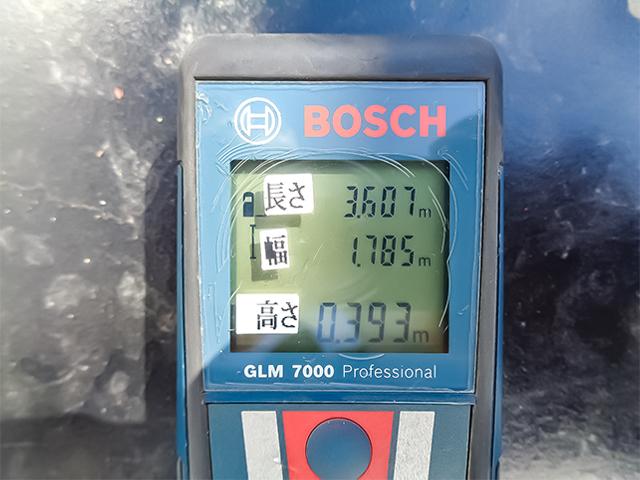 BOSCH
長さ 3.607m
幅 1.785m
高さ 0.393m
GLM 7000 Professional